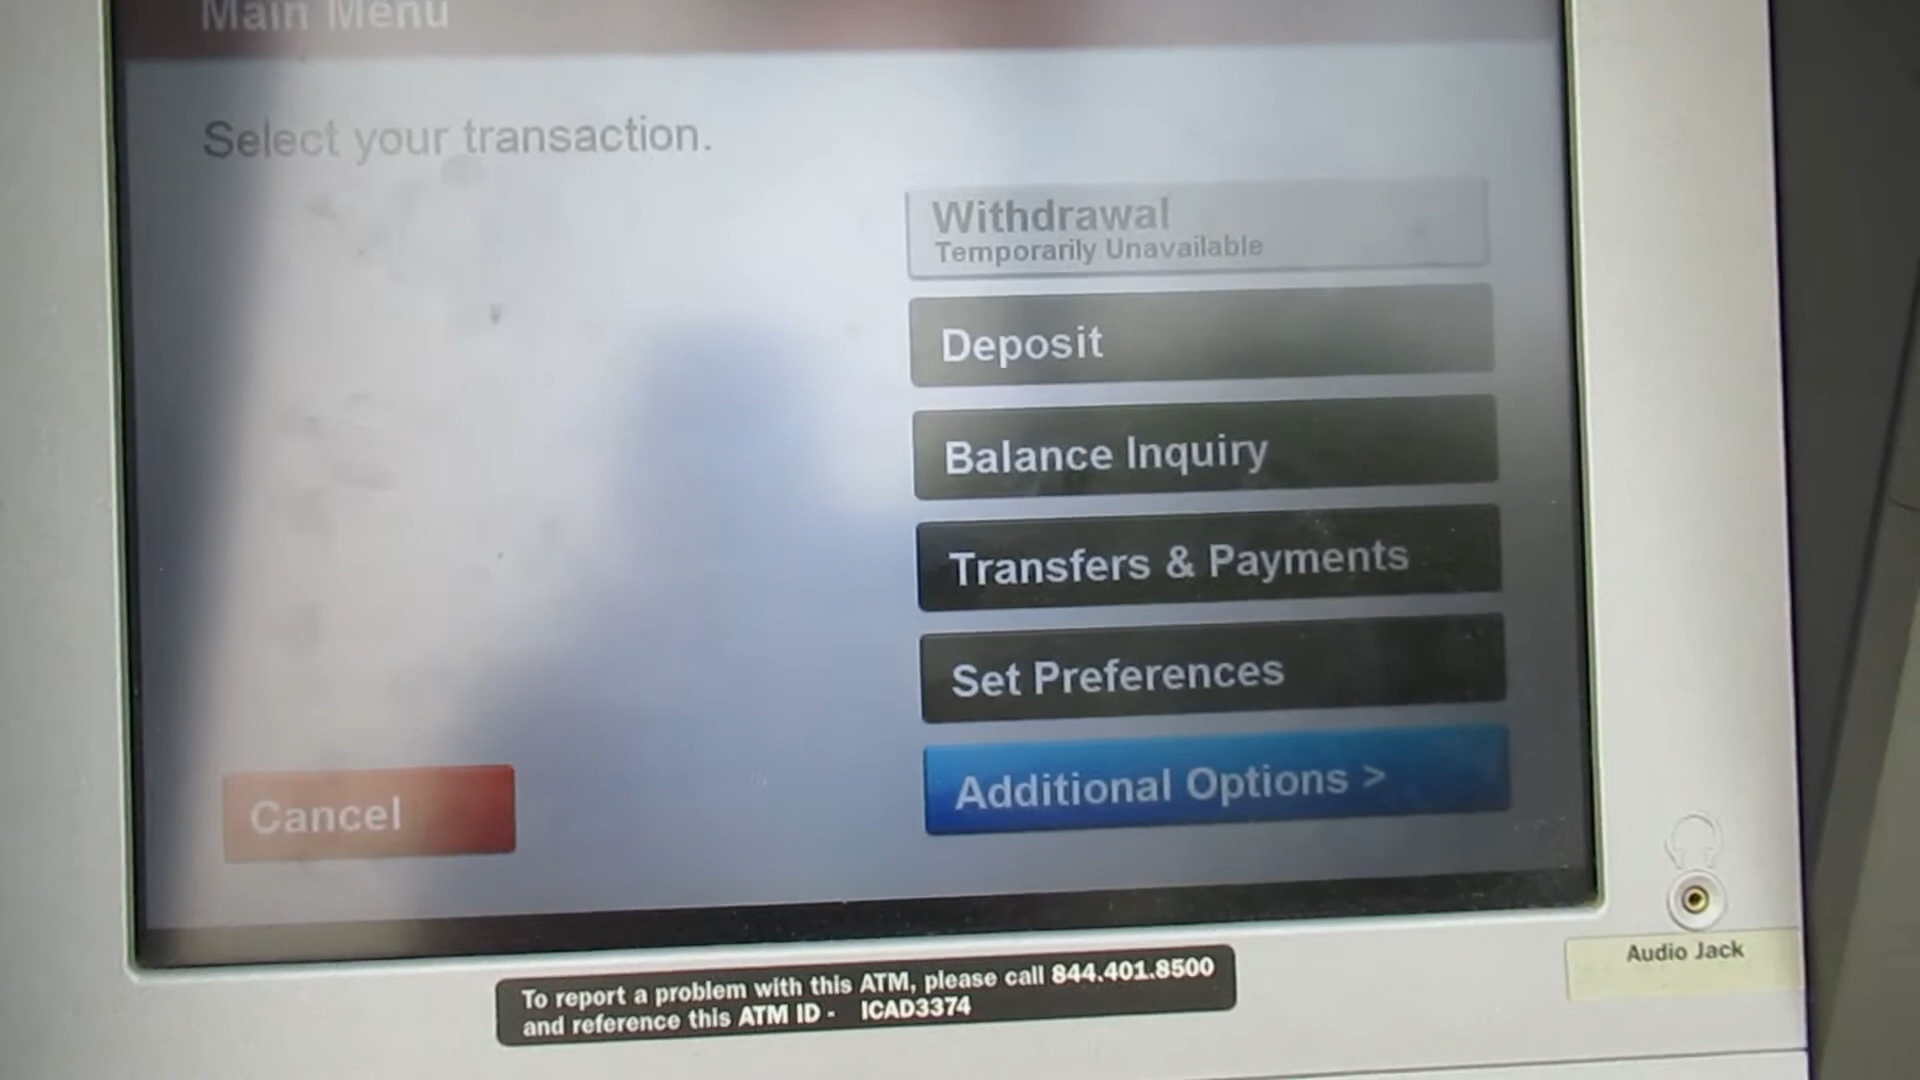 Main Menu
Select your transaction.
Withdrawal
Temporarily Unavailable
Deposit
Balance Inquiry
Transfers & Payments
Set Preferences
Additional Options >
Cancel
Audio Jack
To report a problem with this ATM, please call 844.401.8500
and reference this ATM ID - ICAD3374